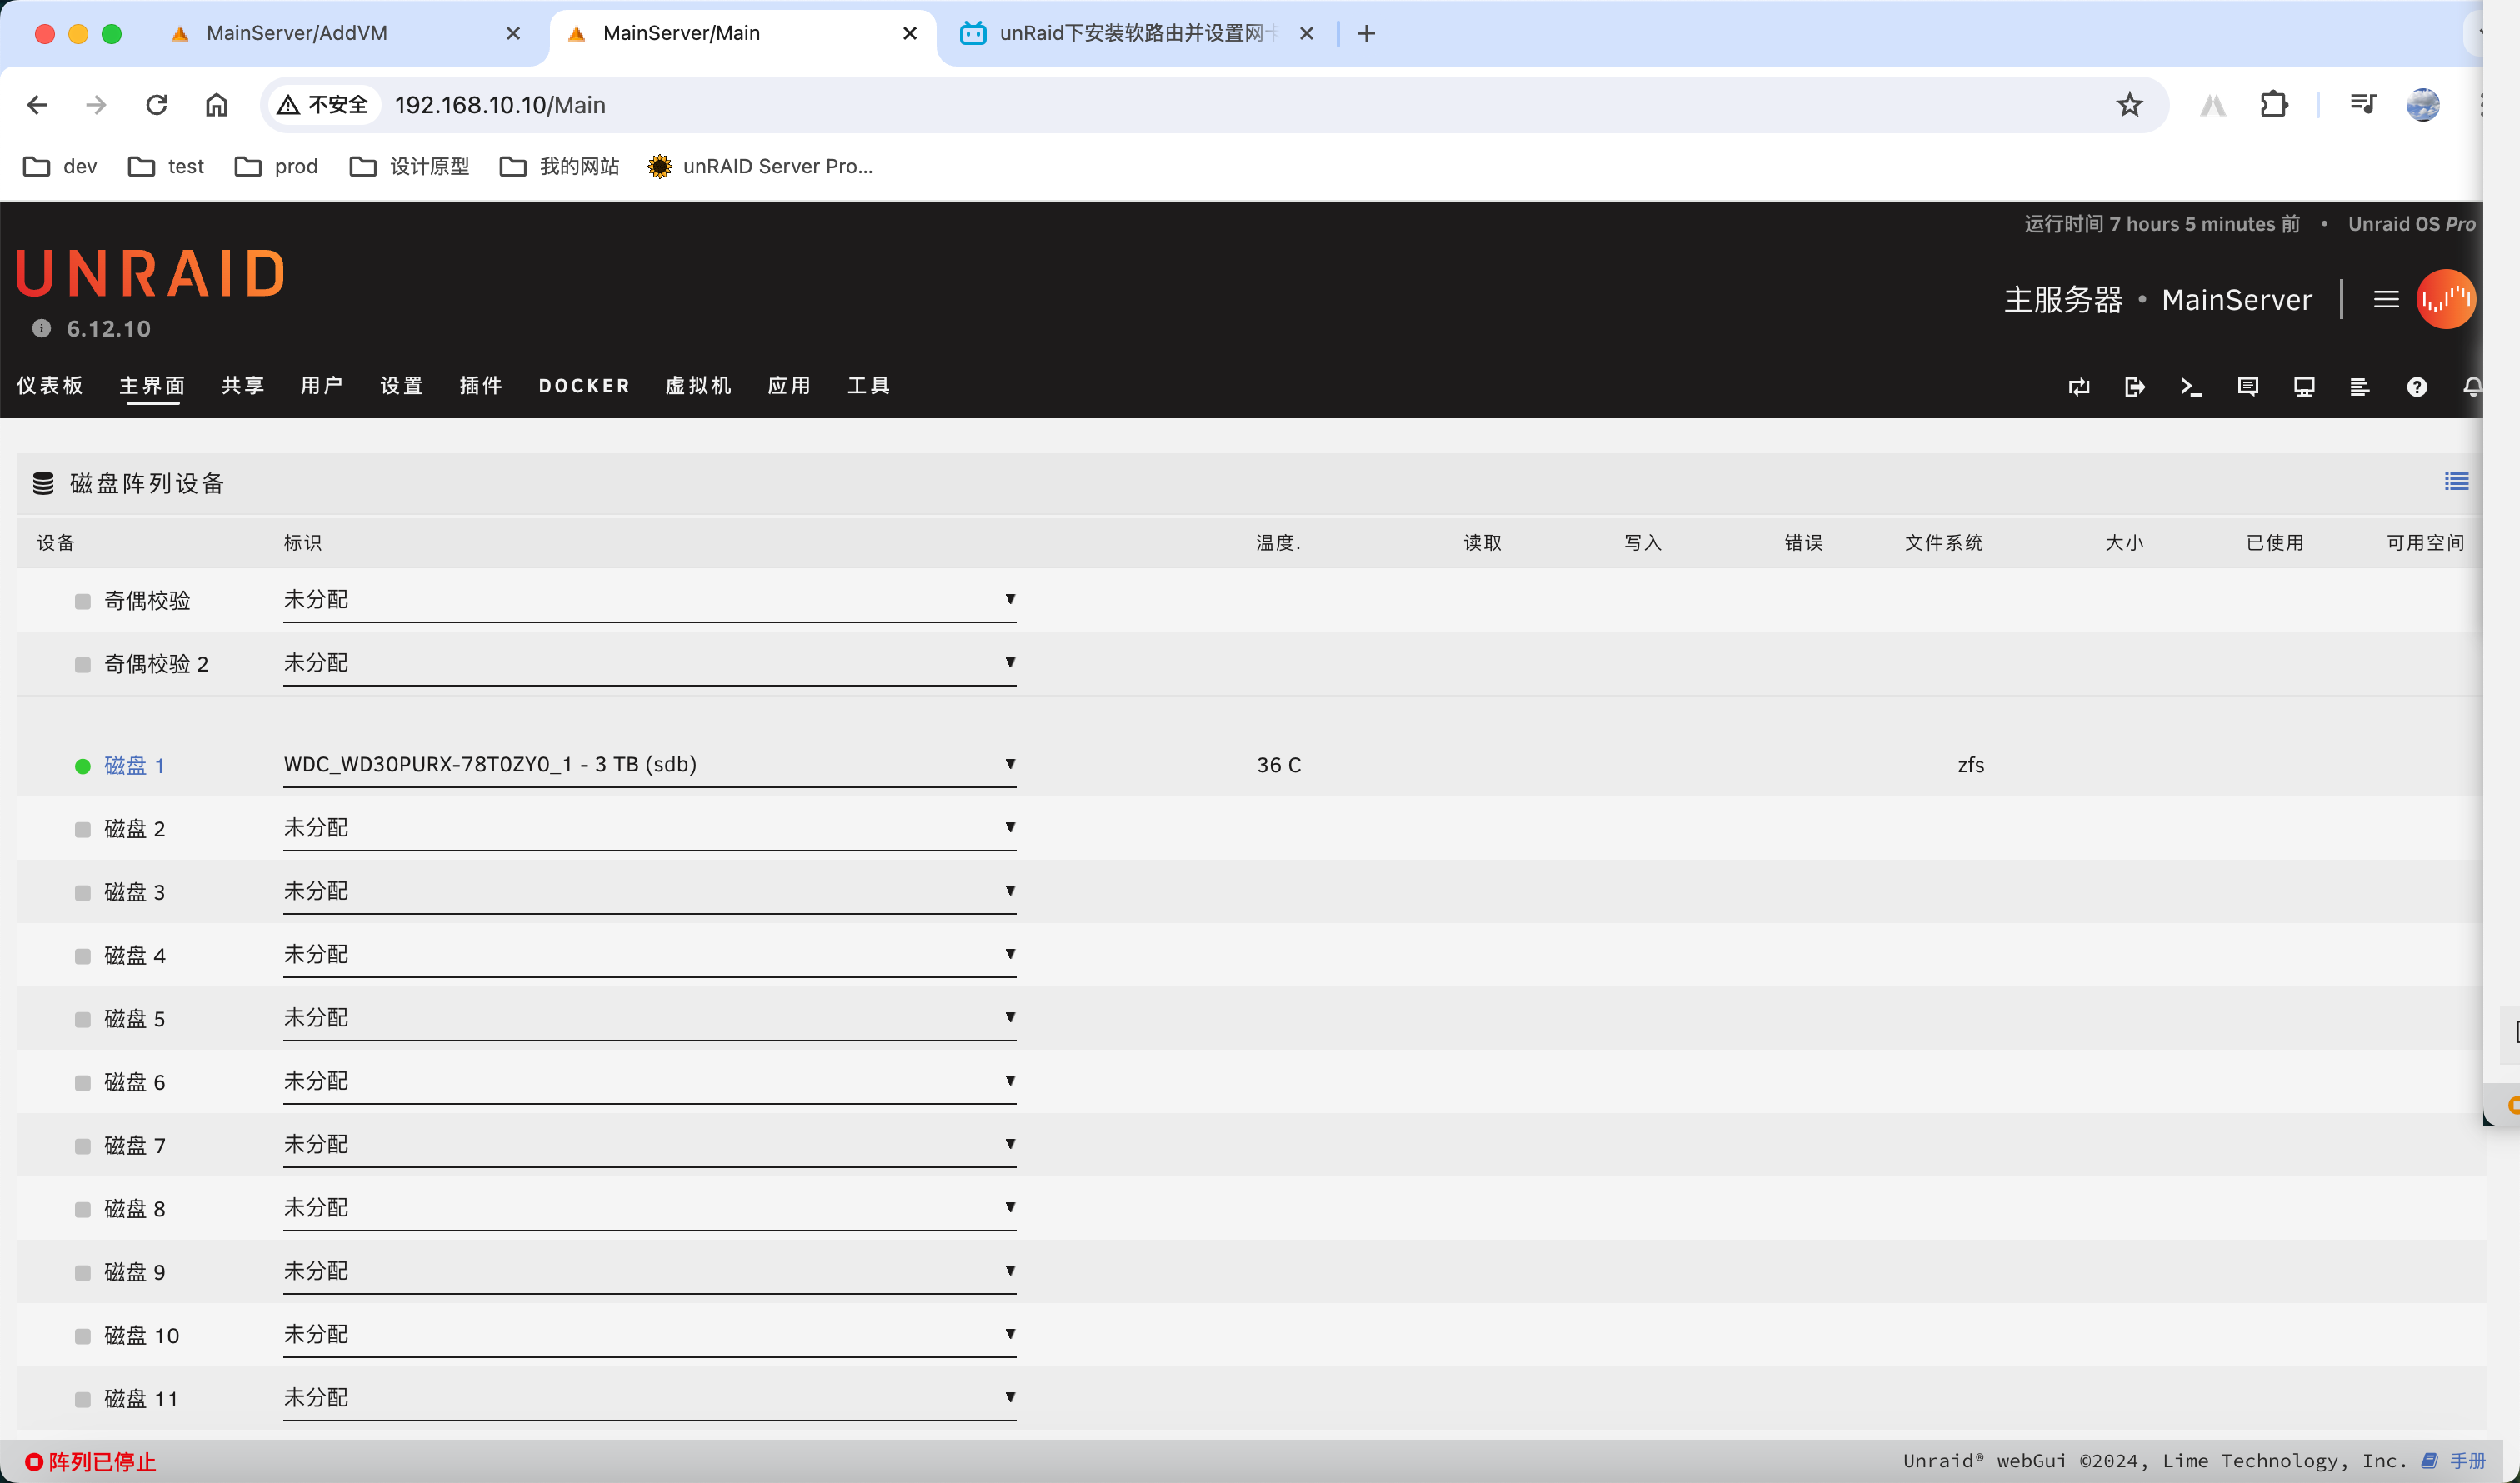 MainServer/AddVM
MainServer/Main
unRaid下安装软路由并设置网
不安全 192.168.10.10/Main
dev test prod 设计原型 我的网站 unRAID Server Pro...
运行时间 7 hours 5 minutes 前 • Unraid OS Pro
UNRAID
6.12.10
主服务器 • MainServer
仪表板 主界面 共享 用户 设置 插件 DOCKER 虚拟机 应用 工具
磁盘阵列设备
设备 标识 温度. 读取 写入 错误 文件系统 大小 已使用 可用空间
奇偶校验 未分配
奇偶校验 2 未分配
磁盘 1 WDC_WD30PURX-78T0ZY0_1 - 3 TB (sdb) 36 C zfs
磁盘 2 未分配
磁盘 3 未分配
磁盘 4 未分配
磁盘 5 未分配
磁盘 6 未分配
磁盘 7 未分配
磁盘 8 未分配
磁盘 9 未分配
磁盘 10 未分配
磁盘 11 未分配
阵列已停止
Unraid® webGui ©2024, Lime Technology, Inc. 手册